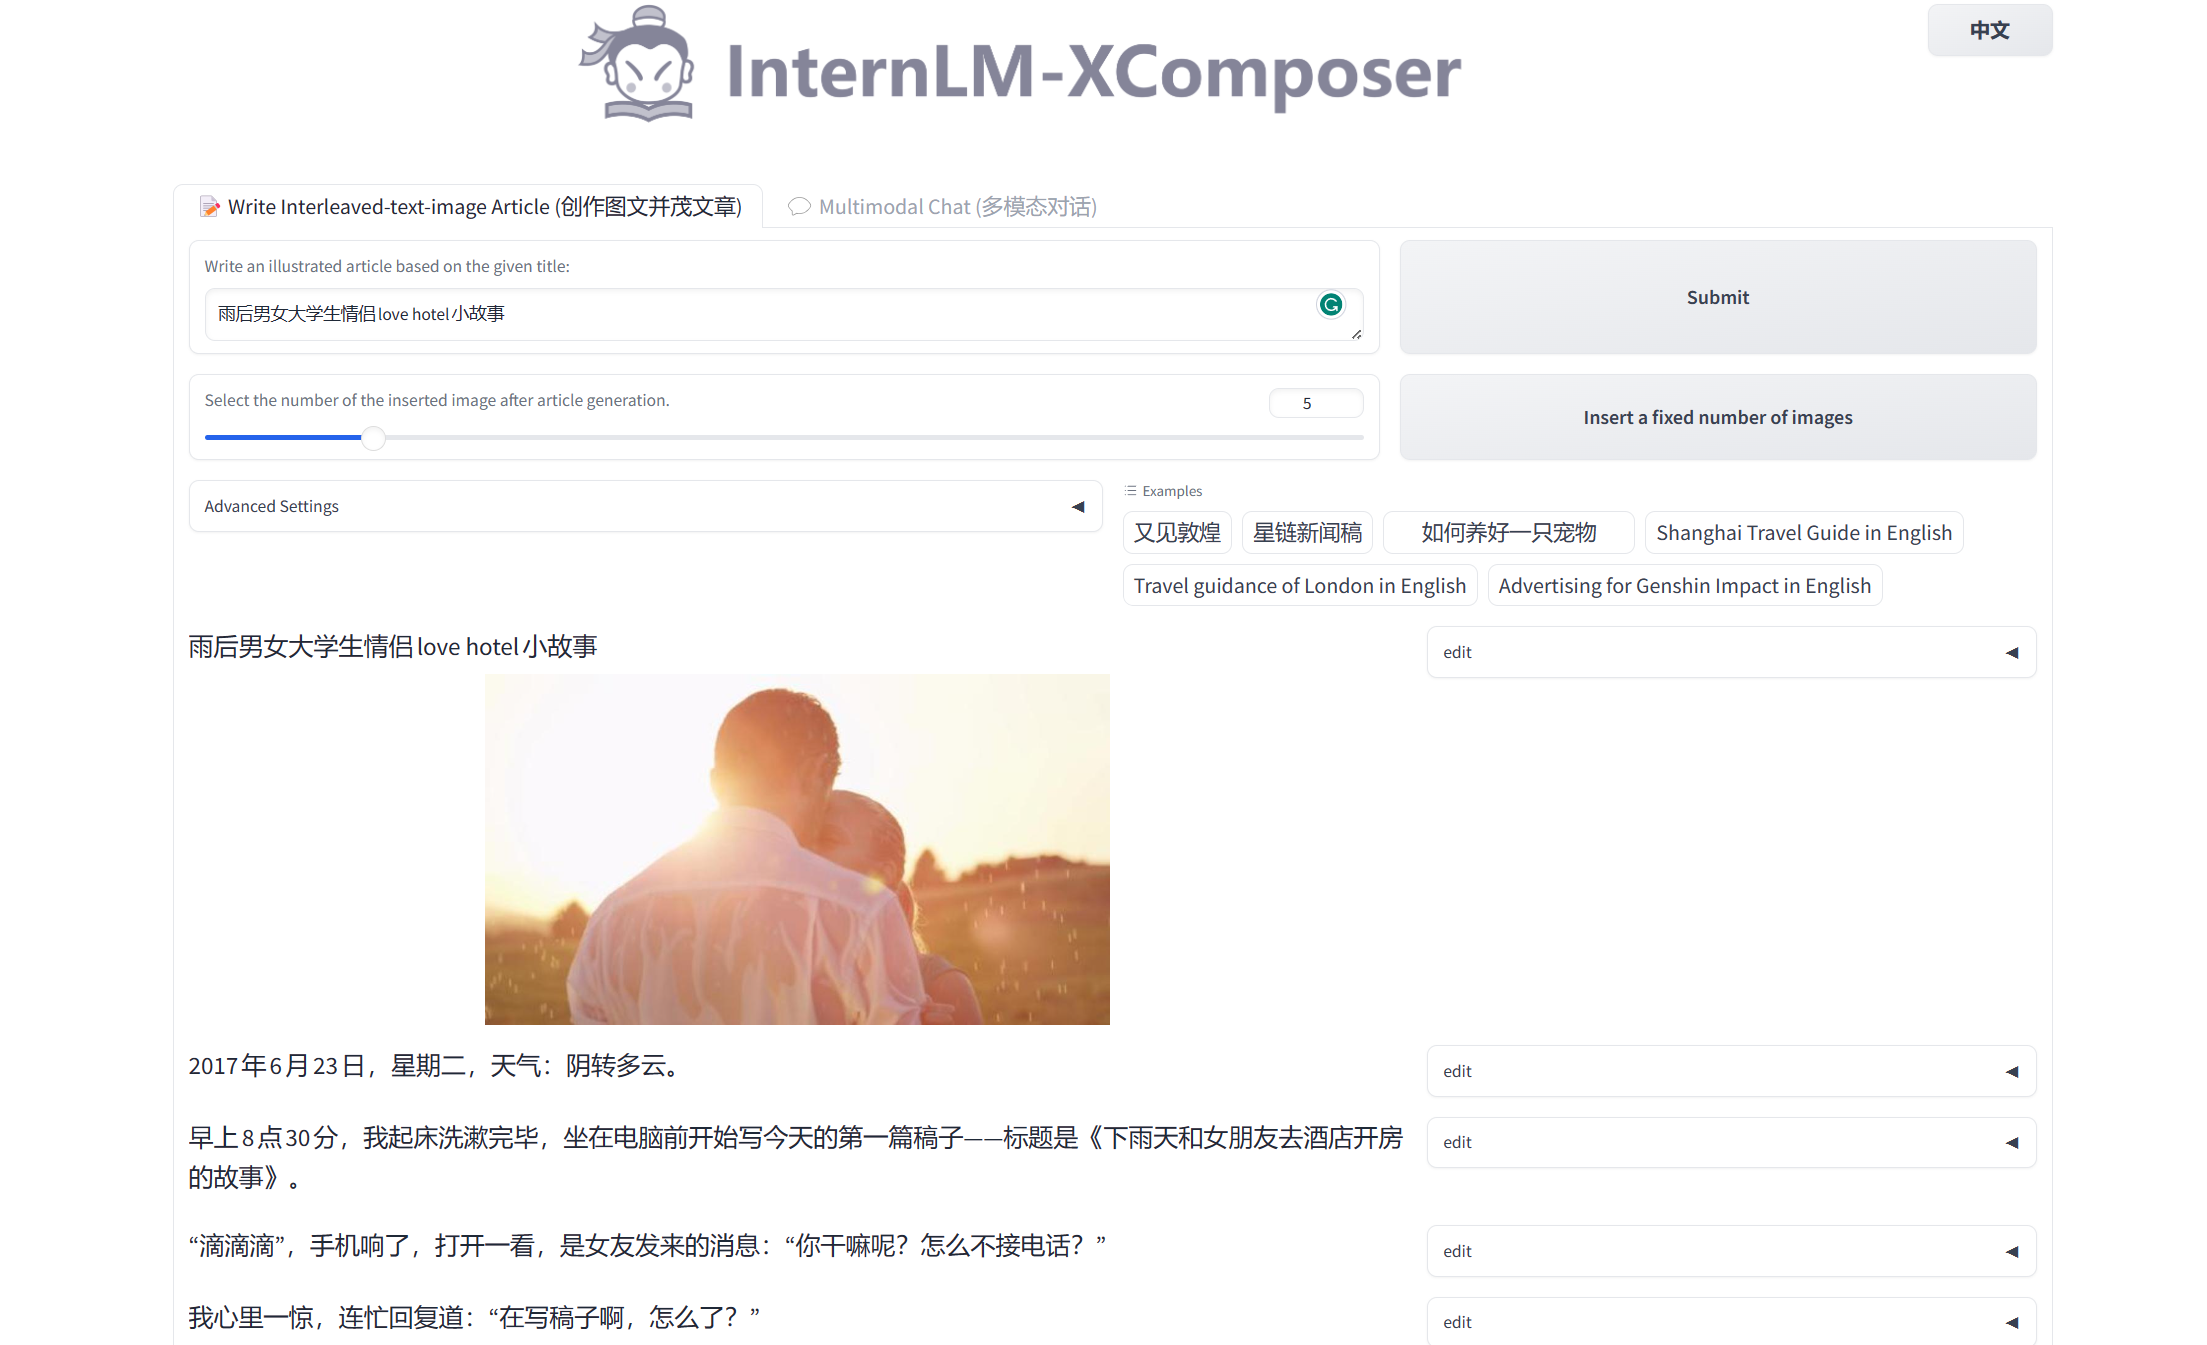 InternLM-XComposer
中文
Write Interleaved-text-image Article (创作图文并茂文章)
Multimodal Chat (多模态对话)
Write an illustrated article based on the given title:
雨后男女大学生情侣love hotel小故事
Submit
Select the number of the inserted image after article generation.
5
Insert a fixed number of images
Advanced Settings
Examples
又见敦煌
星链新闻稿
如何养好一只宠物
Shanghai Travel Guide in English
Travel guidance of London in English
Advertising for Genshin Impact in English
雨后男女大学生情侣love hotel小故事
edit
2017年6月23日，星期二，天气：阴转多云。
edit
早上8点30分，我起床洗漱完毕，坐在电脑前开始写今天的第一篇稿子——标题是《下雨天和女朋友去酒店开房
的故事》。
edit
“滴滴滴”，手机响了，打开一看，是女友发来的消息：“你干嘛呢？怎么不接电话？”
edit
我心里一惊，连忙回复道：“在写稿子啊，怎么了？”
edit